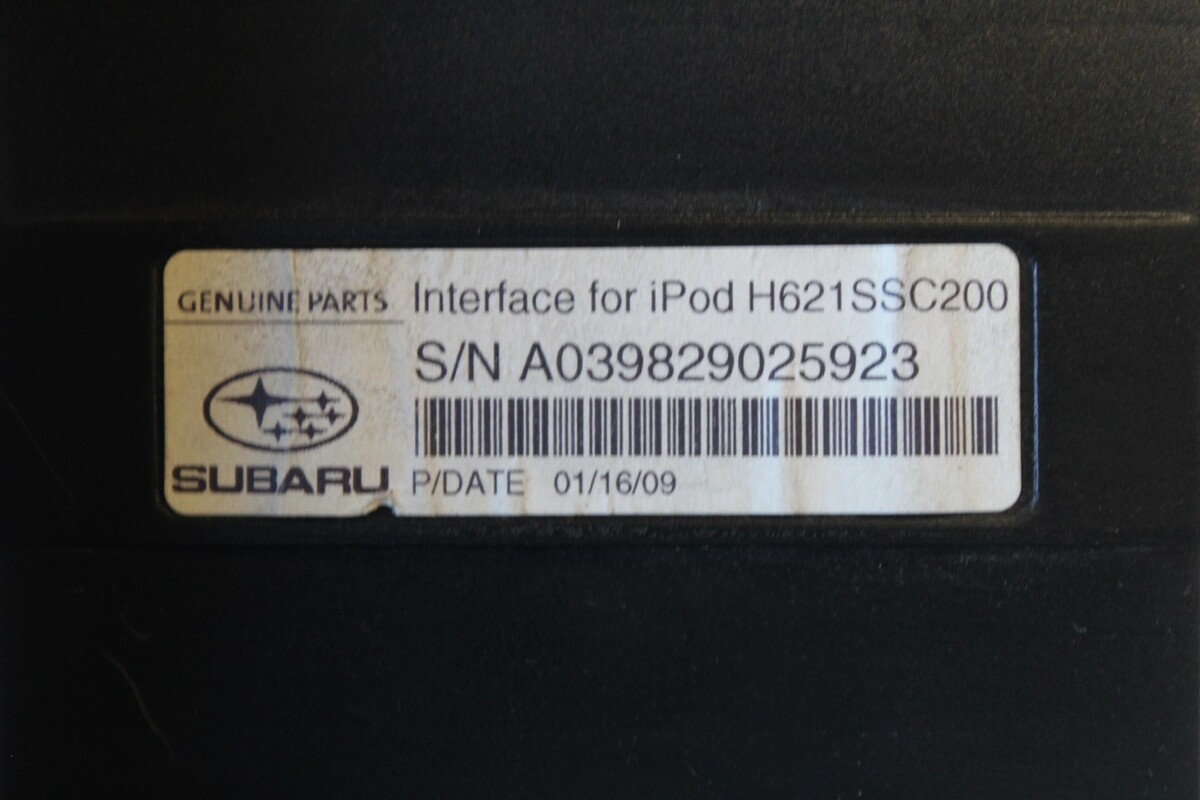 GENUINE PARTS
SUBARU
Interface for iPod H621SSC200
S/N A039829025923
P/DATE 01/16/09